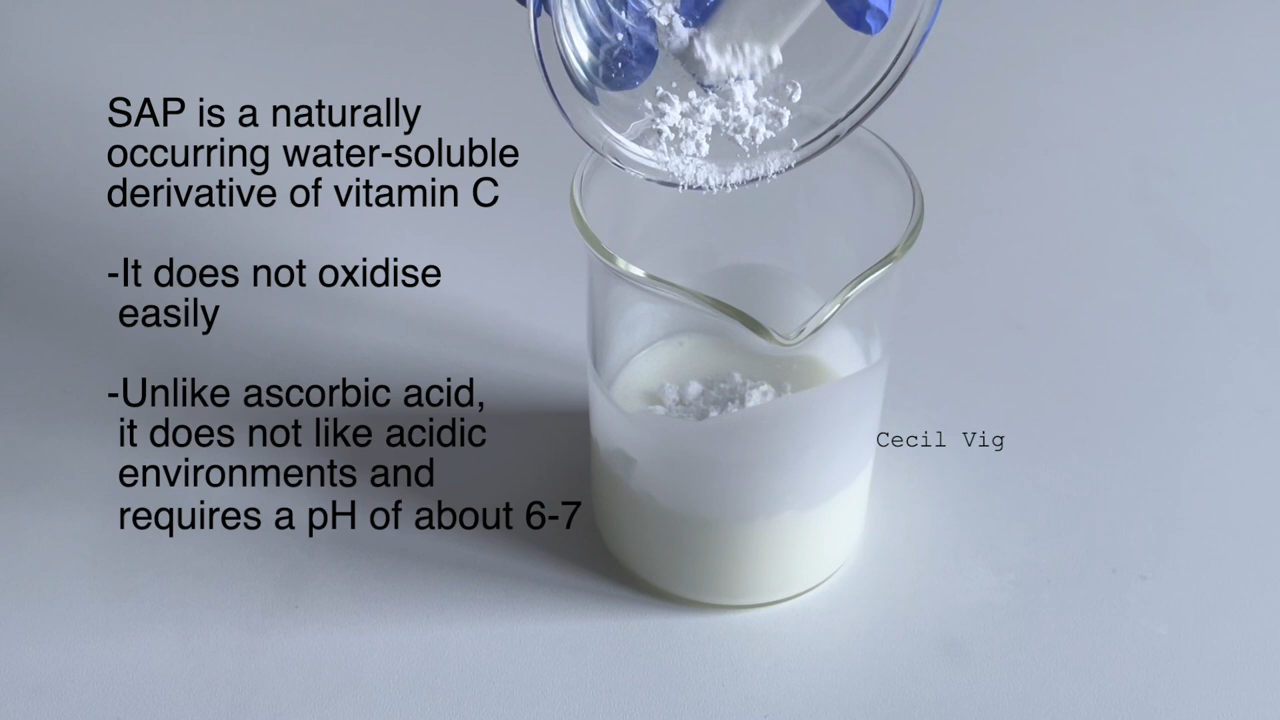 SAP is a naturally
occurring water-soluble
derivative of vitamin C
-It does not oxidise
easily
-Unlike ascorbic acid,
it does not like acidic
environments and
requires a pH of about 6-7
Cecil Vig